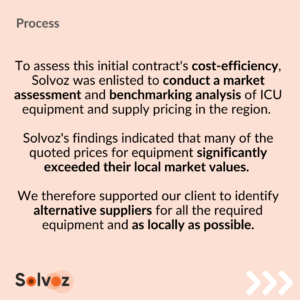 Process
To assess this initial contract's cost-efficiency,
Solvoz was enlisted to conduct a market
assessment and benchmarking analysis of ICU
equipment and supply pricing in the region.
Solvoz's findings indicated that many of the
quoted prices for equipment significantly
exceeded their local market values.
We therefore supported our client to identify
alternative suppliers for all the required
equipment and as locally as possible.
Solvoz